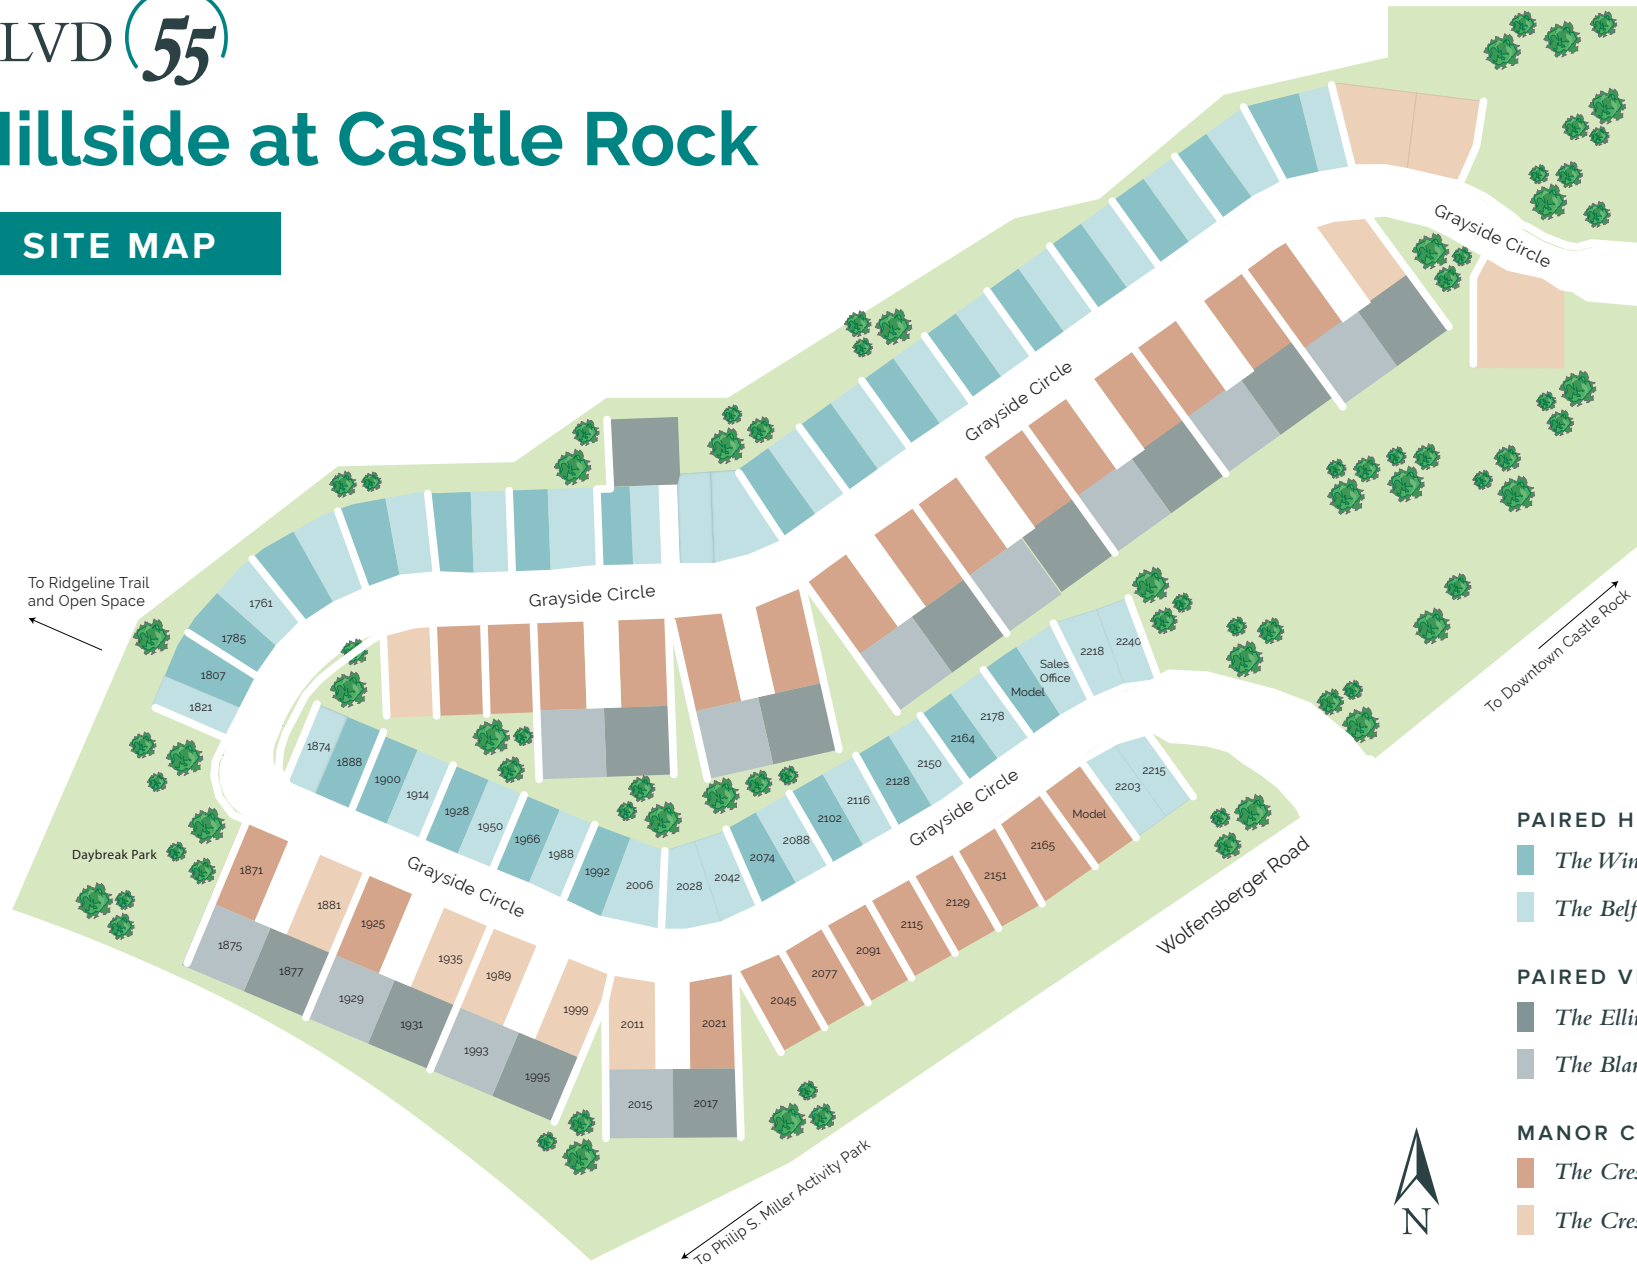 LVD 55
illside at Castle Rock
SITE MAP
Grayside Circle
Grayside Circle
Grayside Circle
To Ridgeline Trail
and Open Space
1761
1785
1807
1821
To Downtown Castle Rock
2240
2218
Sales
Office
Model
2178
2164
2150
2128
2116
2102
2088
2074
2042
2028
2006
1992
1988
1966
1950
1928
1914
1900
1888
1874
Grayside Circle
Grayside Circle
2215
2203
Model
2165
2151
2129
2115
2091
2077
2045
Wolfensberger Road
Daybreak Park
1871
1881
1925
1935
1989
1999
2011
2021
1875
1877
1929
1931
1993
1995
2015
2017
To Philip S. Miller Activity Park
N
PAIRED H
The Win
The Belf
PAIRED V
The Elli
The Bla
MANOR C
The Cres
The Cres